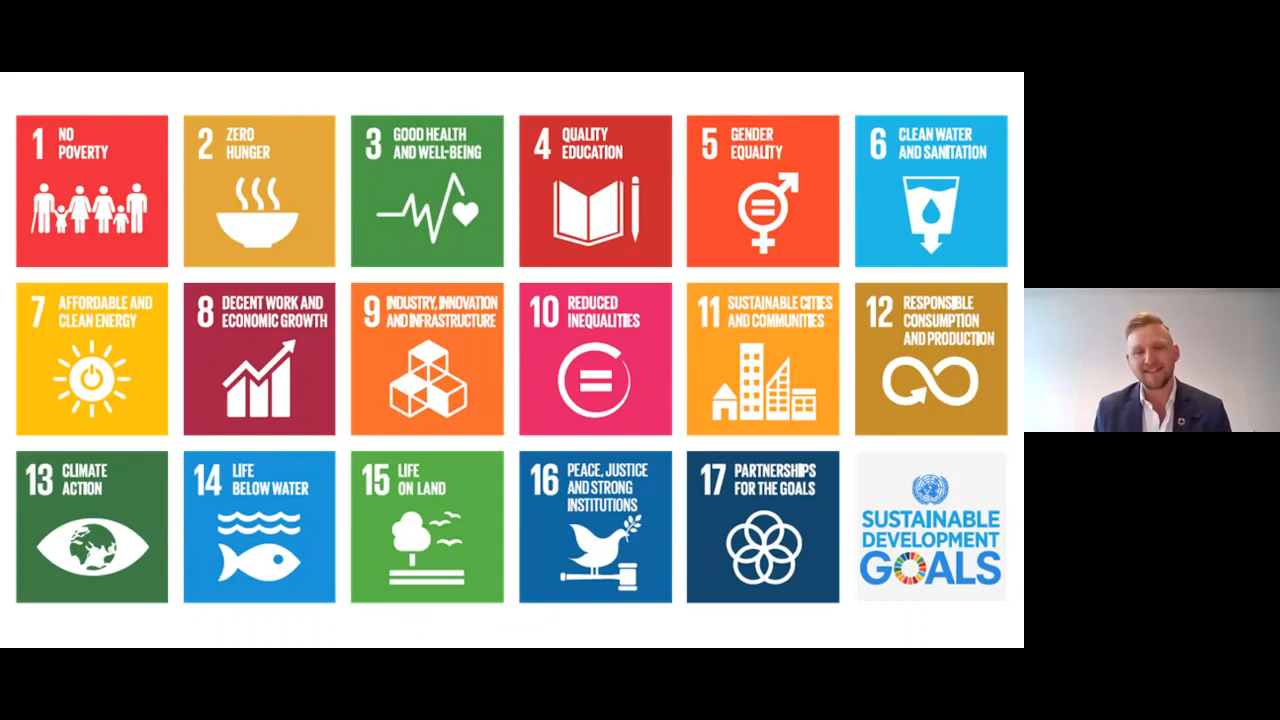 1 NO
POVERTY
2 ZERO
HUNGER
3 GOOD HEALTH
AND WELL-BEING
4 QUALITY
EDUCATION
5 GENDER
EQUALITY
6 CLEAN WATER
AND SANITATION
7 AFFORDABLE AND
CLEAN ENERGY
8 DECENT WORK AND
ECONOMIC GROWTH
9 INDUSTRY, INNOVATION
AND INFRASTRUCTURE
10 REDUCED
INEQUALITIES
11 SUSTAINABLE CITIES
AND COMMUNITIES
12 RESPONSIBLE
CONSUMPTION
AND PRODUCTION
13 CLIMATE
ACTION
14 LIFE
BELOW WATER
15 LIFE
ON LAND
16 PEACE, JUSTICE
AND STRONG
INSTITUTIONS
17 PARTNERSHIPS
FOR THE GOALS
SUSTAINABLE
DEVELOPMENT
GOALS